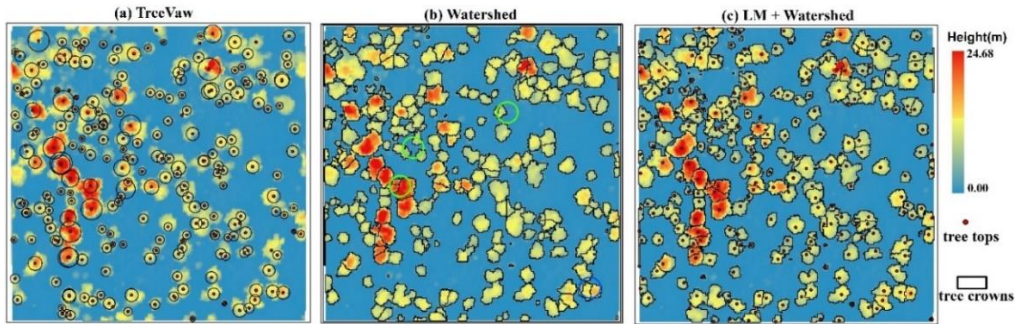 (a) TreeVaw
(b) Watershed
(c) LM + Watershed
Height(m)
24.68
0.00
tree tops
tree crowns